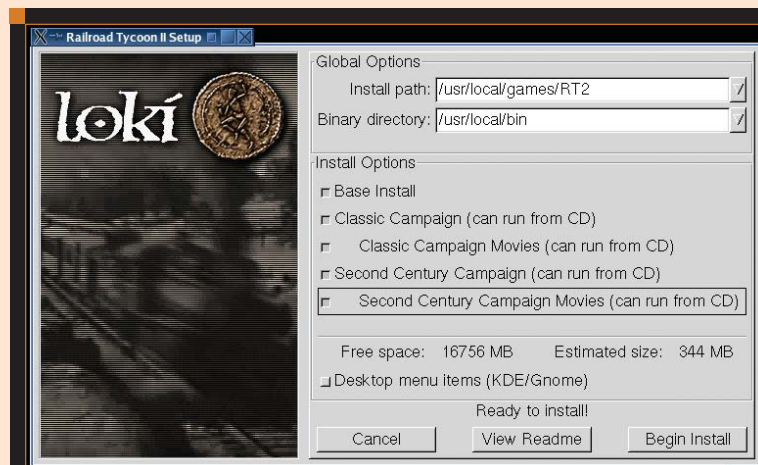 Railroad Tycoon II Setup
loki
Global Options
Install path: /usr/local/games/RT2
Binary directory: /usr/local/bin
Install Options
Base Install
Classic Campaign (can run from CD)
Classic Campaign Movies (can run from CD)
Second Century Campaign (can run from CD)
Second Century Campaign Movies (can run from CD)
Free space: 16756 MB Estimated size: 344 MB
Desktop menu items (KDE/Gnome)
Ready to install!
Cancel View Readme Begin Install